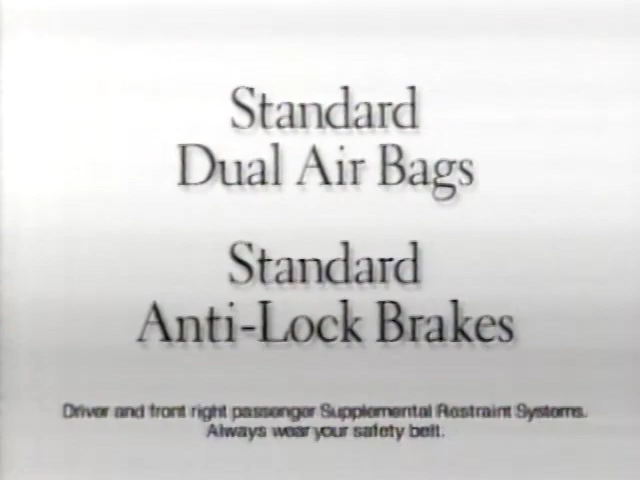 Standard
Dual Air Bags
Standard
Anti-Lock Brakes
Driver and front right passenger Supplemental Restraint Systems.
Always wear your safety belt.